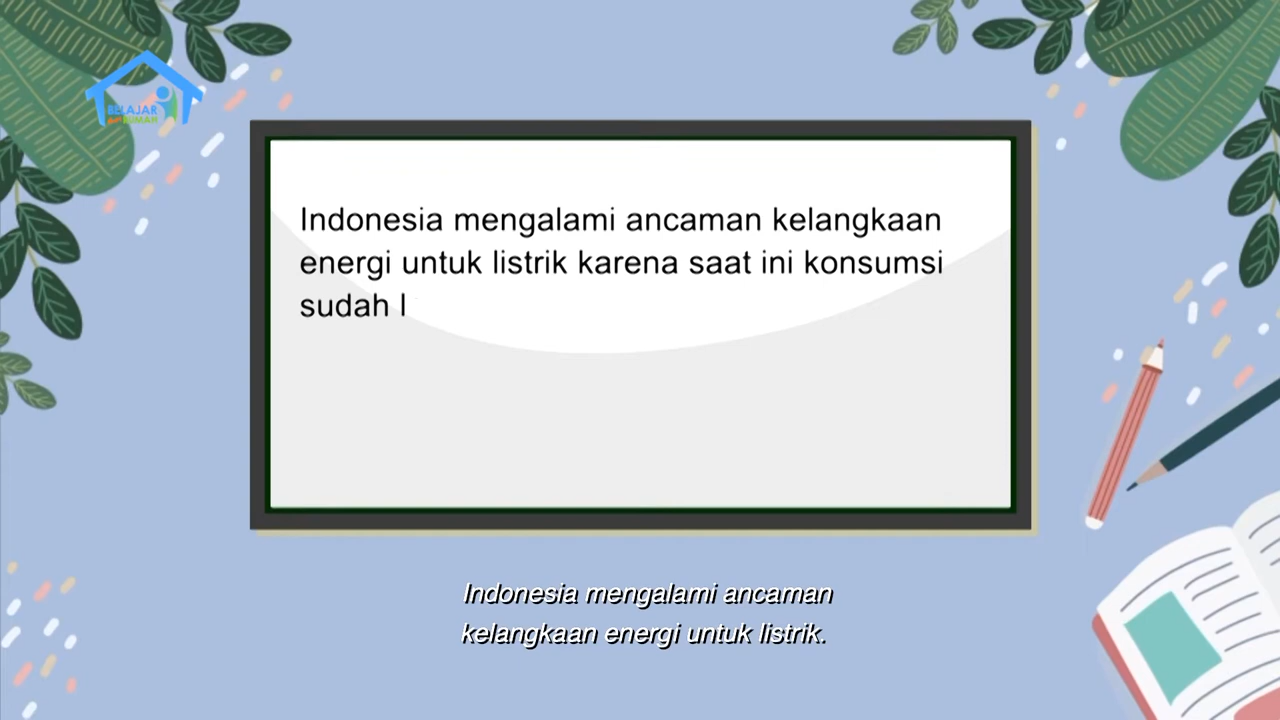 BELAJAR
DARI RUMAH
Indonesia mengalami ancaman kelangkaan
energi untuk listrik karena saat ini konsumsi
sudah l
Indonesia mengalami ancaman
kelangkaan energi untuk listrik.